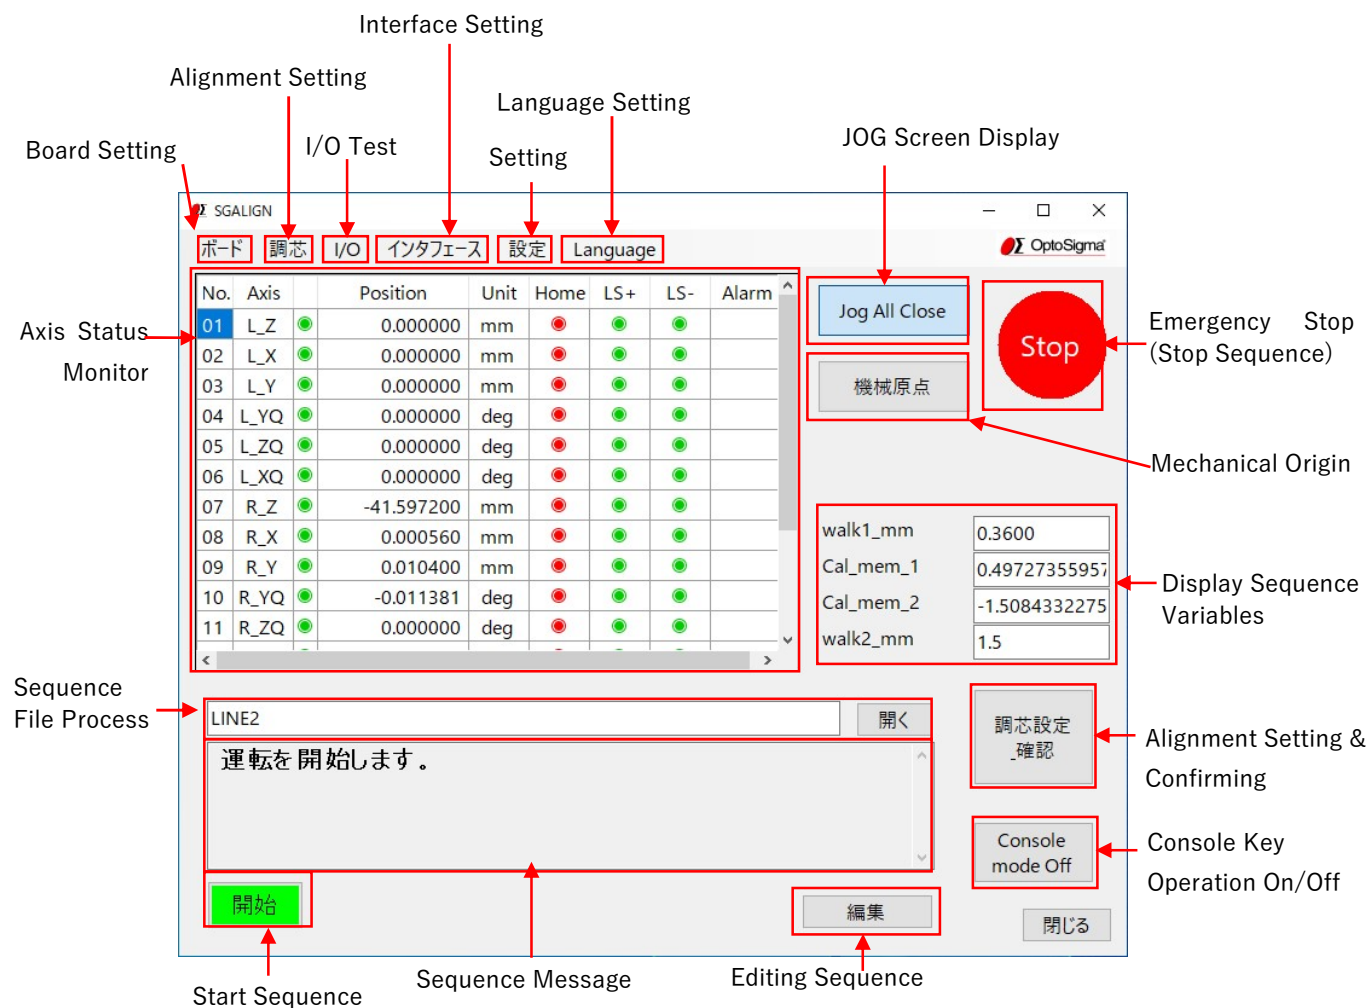 Interface Setting
Alignment Setting
Language Setting
Board Setting
I/O Test
Setting
JOG Screen Display
SGALIGN
ボード 調芯 I/O インタフェース 設定 Language
OptoSigma
No. Axis Position Unit Home LS+ LS- Alarm
01 L_Z 0.000000 mm
02 L_X 0.000000 mm
03 L_Y 0.000000 mm
04 L_YQ 0.000000 deg
05 L_ZQ 0.000000 deg
06 L_XQ 0.000000 deg
07 R_Z -41.597200 mm
08 R_X 0.000560 mm
09 R_Y 0.010400 mm
10 R_YQ -0.011381 deg
11 R_ZQ 0.000000 deg
Axis Status
Monitor
Jog All Close
Stop
Emergency Stop
(Stop Sequence)
機械原点
Mechanical Origin
walk1_mm 0.3600
Cal_mem_1 0.49727355957
Cal_mem_2 -1.5084332275
walk2_mm 1.5
Display Sequence
Variables
Sequence
File Process
LINE2 開く
運転を開始します。
調芯設定
_確認
Alignment Setting &
Confirming
Console
mode Off
Console Key
Operation On/Off
開始
編集
閉じる
Start Sequence
Sequence Message
Editing Sequence